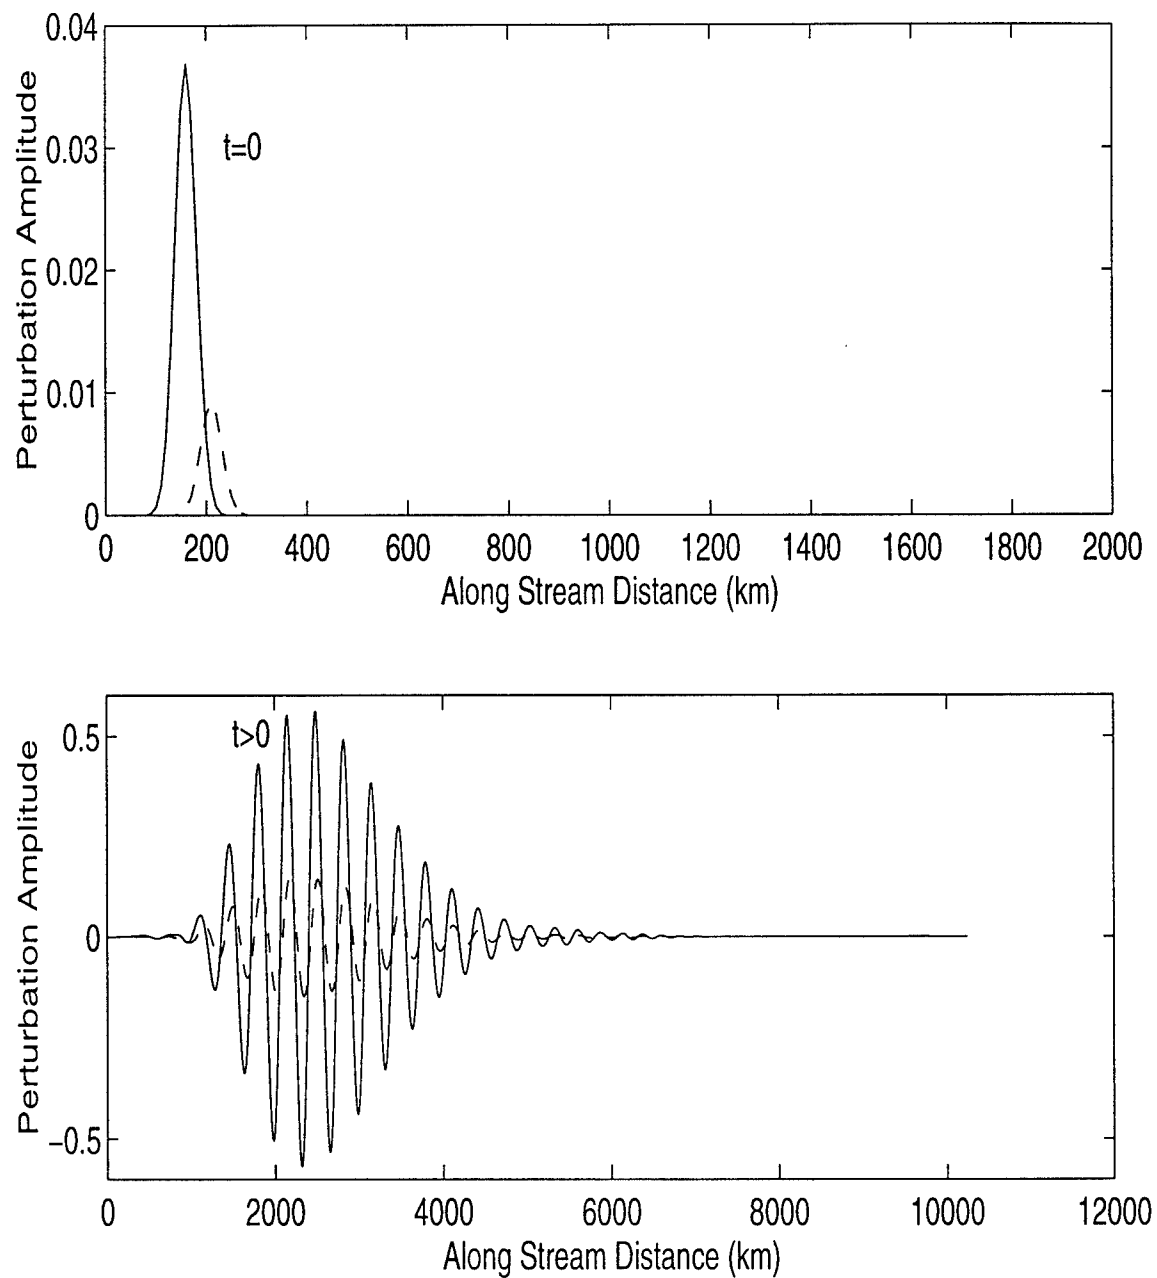 0.04
0.03
0.02
0.01
0
Perturbation Amplitude
t=0
0 200 400 600 800 1000 1200 1400 1600 1800 2000
Along Stream Distance (km)
0.5
0
−0.5
Perturbation Amplitude
t>0
0 2000 4000 6000 8000 10000 12000
Along Stream Distance (km)